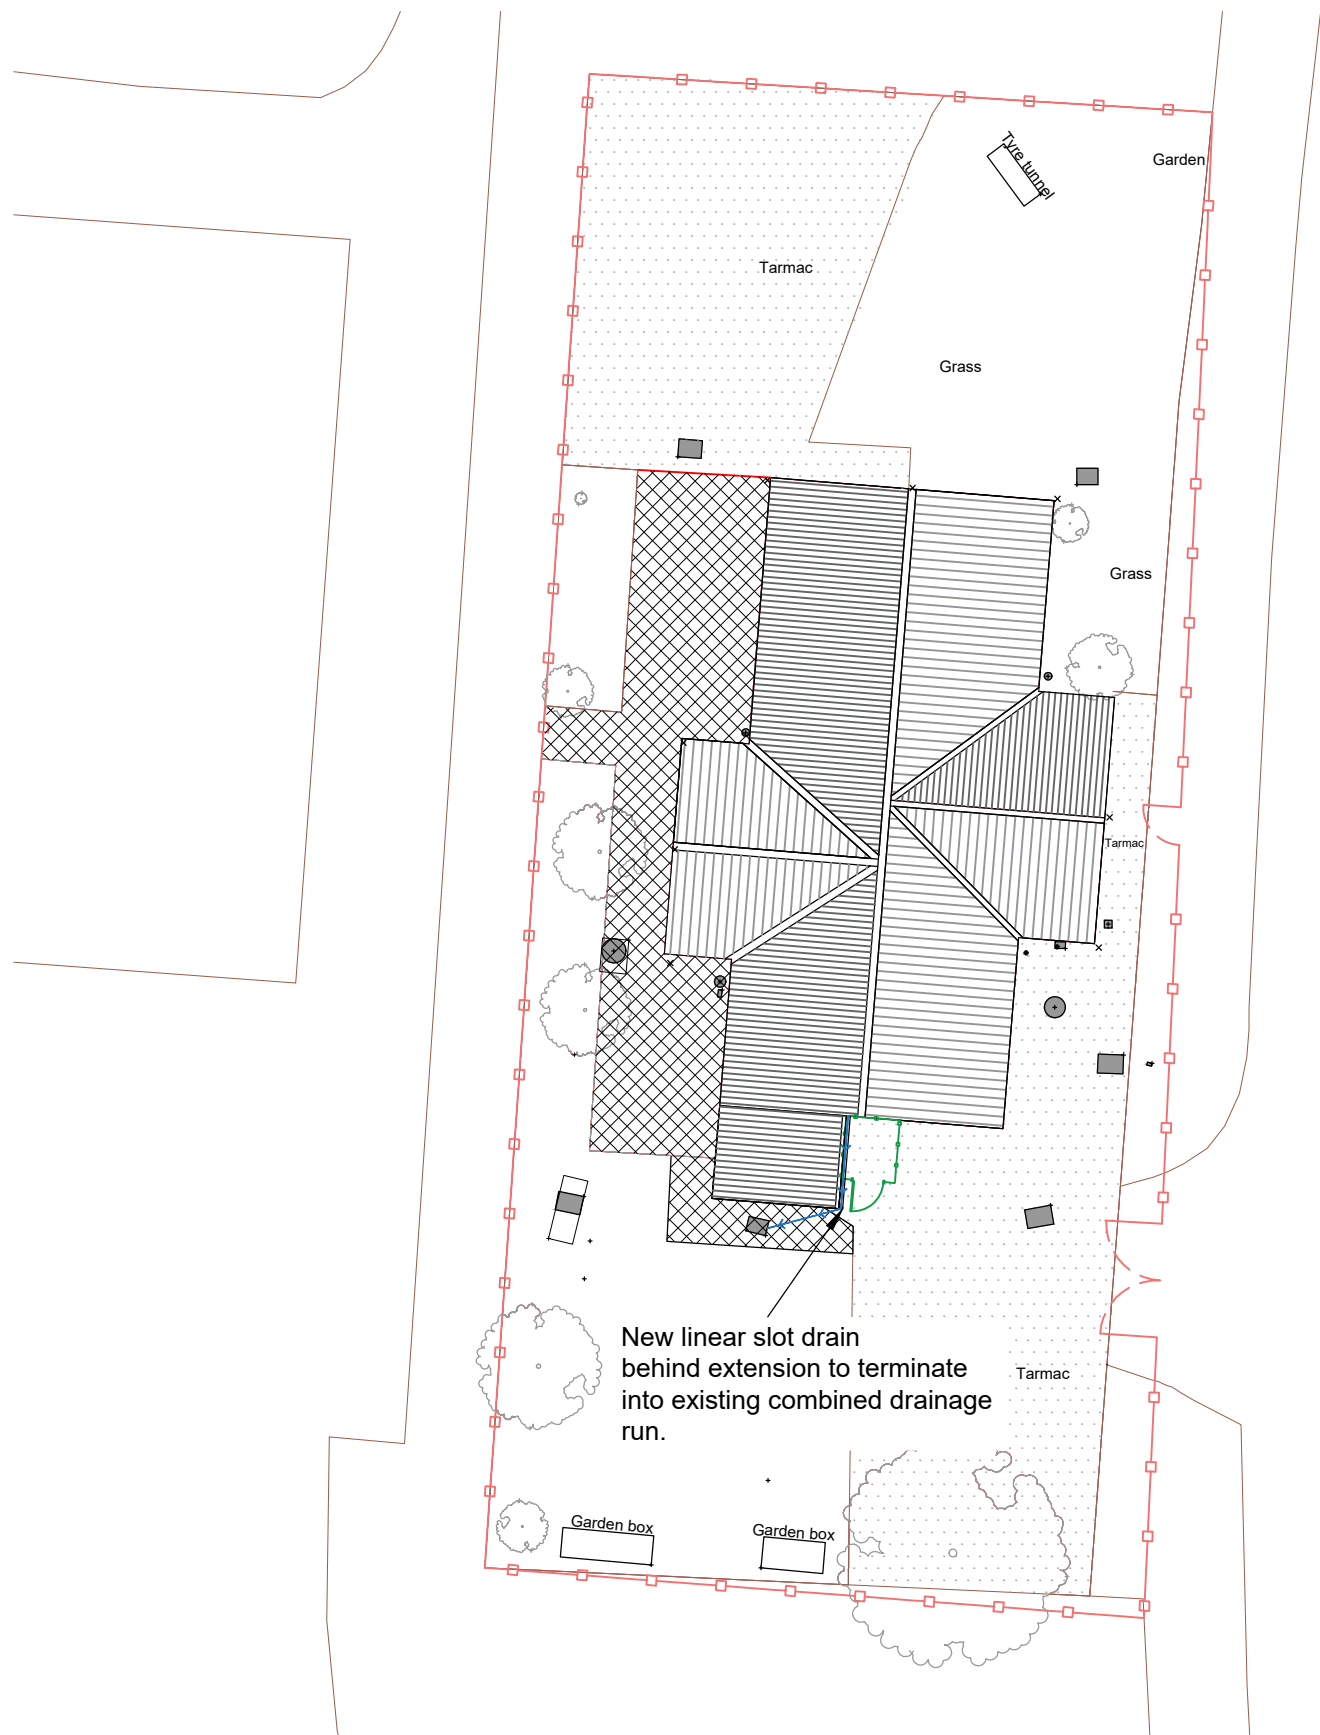 Tyre tunnel
Garden
Tarmac
Grass
Grass
Tarmac
New linear slot drain
behind extension to terminate
into existing combined drainage
run.
Tarmac
Garden box
Garden box